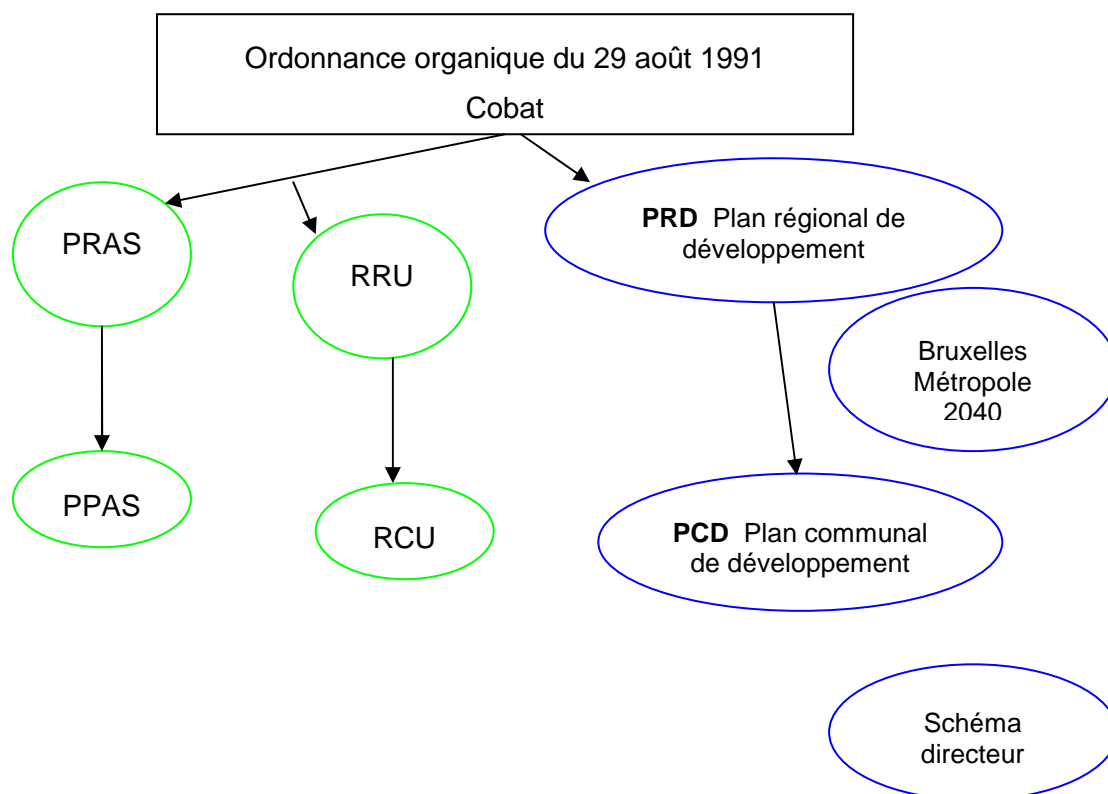 Ordonnance organique du 29 août 1991
Cobat
PRAS
RRU
PRD Plan régional de
développement
Bruxelles
Métropole
2040
PPAS
RCU
PCD Plan communal
de développement
Schéma
directeur